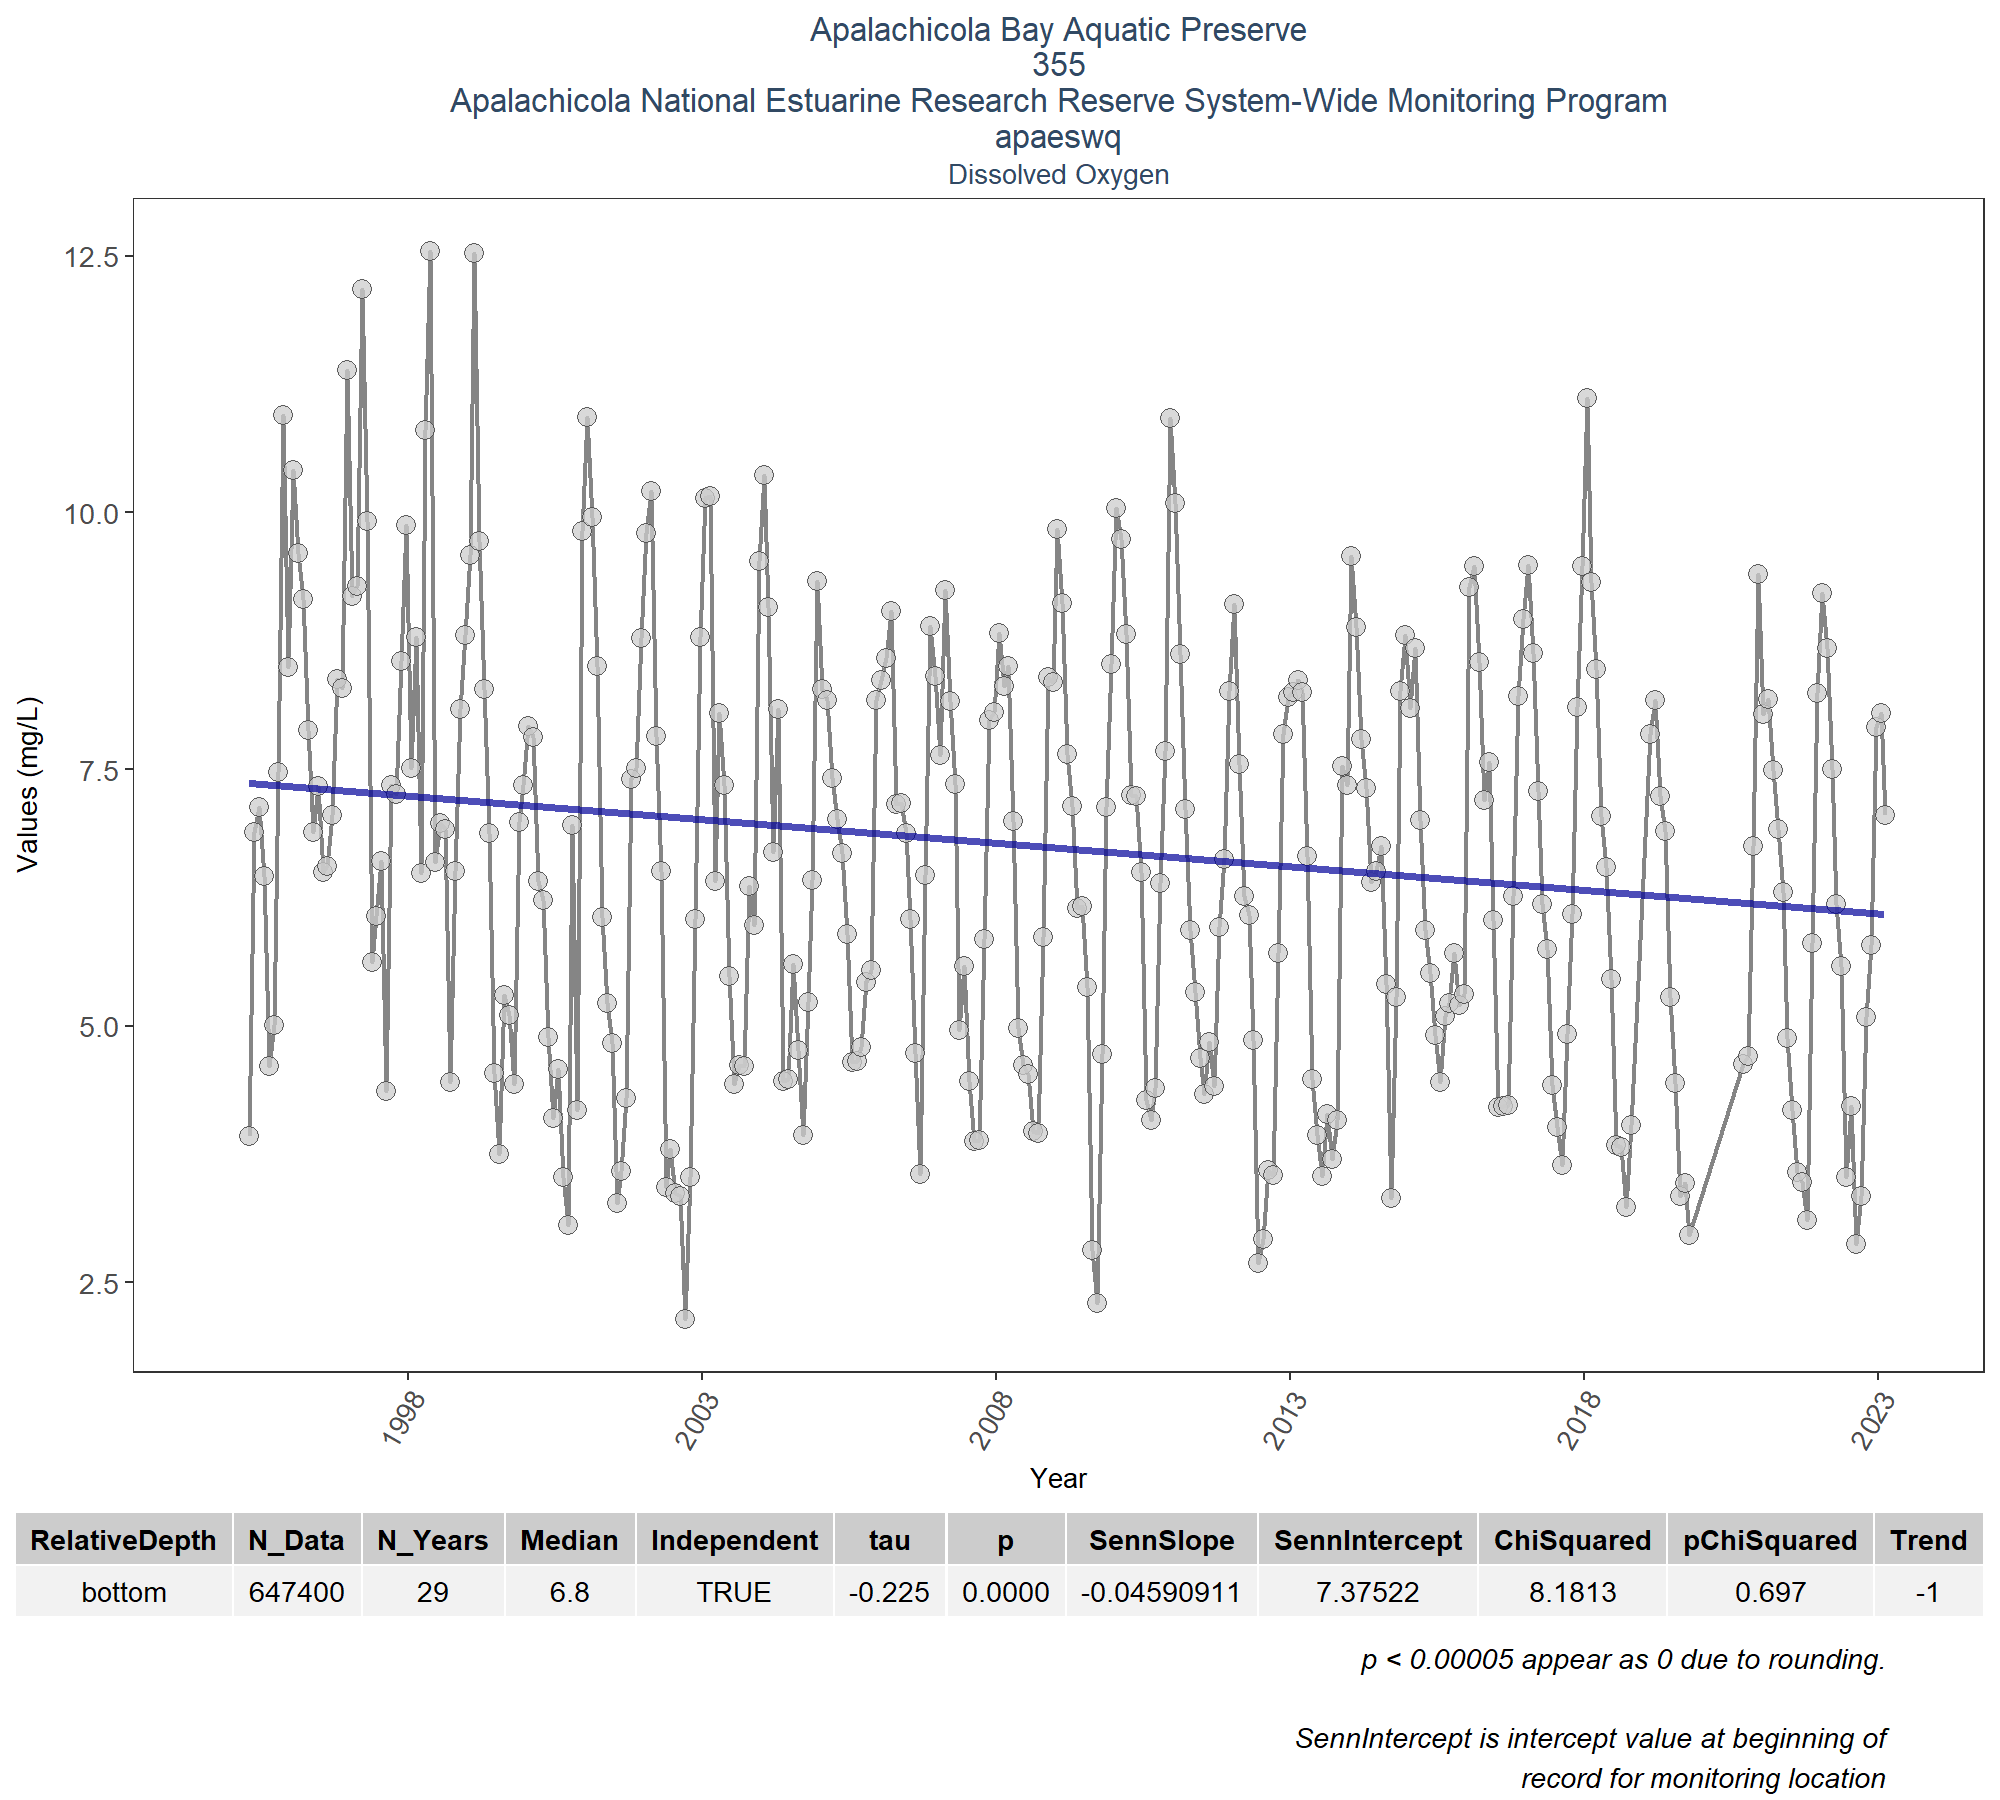 Apalachicola Bay Aquatic Preserve
355
Apalachicola National Estuarine Research Reserve System-Wide Monitoring Program
apaeswq
Dissolved Oxygen
12.5
10.0
7.5
5.0
2.5
Values (mg/L)
1998 2003 2008 2013 2018 2023
Year
RelativeDepth N_Data N_Years Median Independent tau p SennSlope SennIntercept ChiSquared pChiSquared Trend
bottom 647400 29 6.8 TRUE -0.225 0.0000 -0.04590911 7.37522 8.1813 0.697 -1
p < 0.00005 appear as 0 due to rounding.
SennIntercept is intercept value at beginning of
record for monitoring location